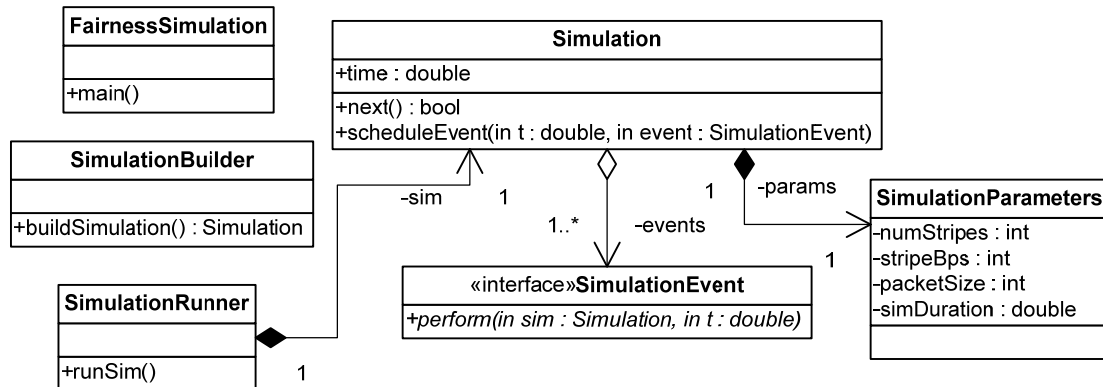 FairnessSimulation
+main()
Simulation
+time : double
+next() : bool
+scheduleEvent(in t : double, in event : SimulationEvent)
SimulationBuilder
+buildSimulation() : Simulation
-sim
1
1..*
-events
1
-params
1
SimulationParameters
-numStripes : int
-stripeBps : int
-packetSize : int
-simDuration : double
«interface»SimulationEvent
+perform(in sim : Simulation, in t : double)
SimulationRunner
+runSim()
1